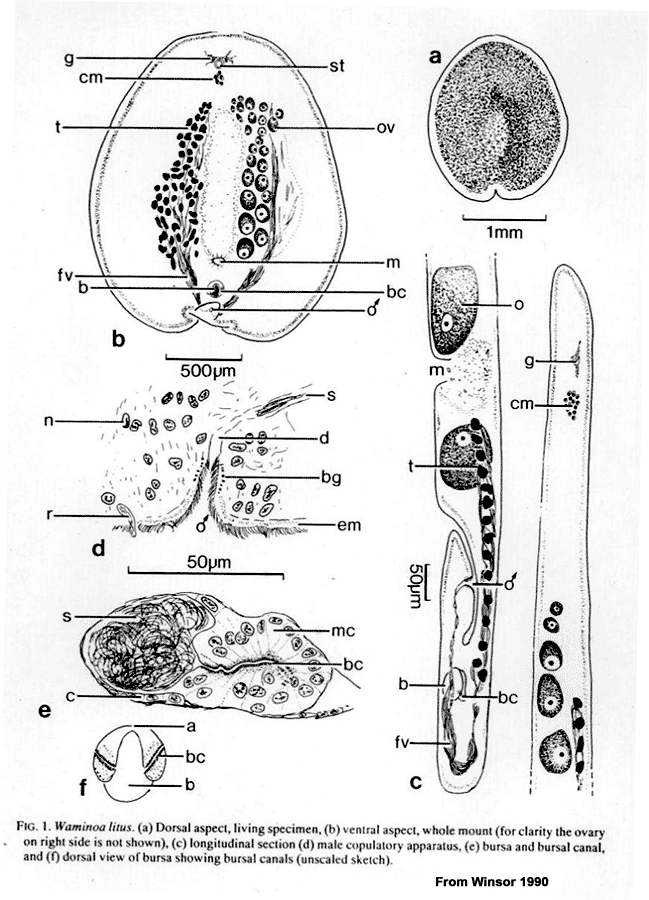 g
st
cm
t
ov
m
fv
b
bc
♂
b
500µm
a
1mm
o
m
t
♂
50µm
b
bc
fv
c
g
cm
n
s
d
bg
r
♂
em
d
50µm
s
mc
bc
c
e
a
bc
b
f
FIG. 1. Waminoa litus. (a) Dorsal aspect, living specimen, (b) ventral aspect, whole mount (for clarity the ovary
on right side is not shown), (c) longitudinal section (d) male copulatory apparatus, (e) bursa and bursal canal,
and (f) dorsal view of bursa showing bursal canals (unscaled sketch).
From Winsor 1990